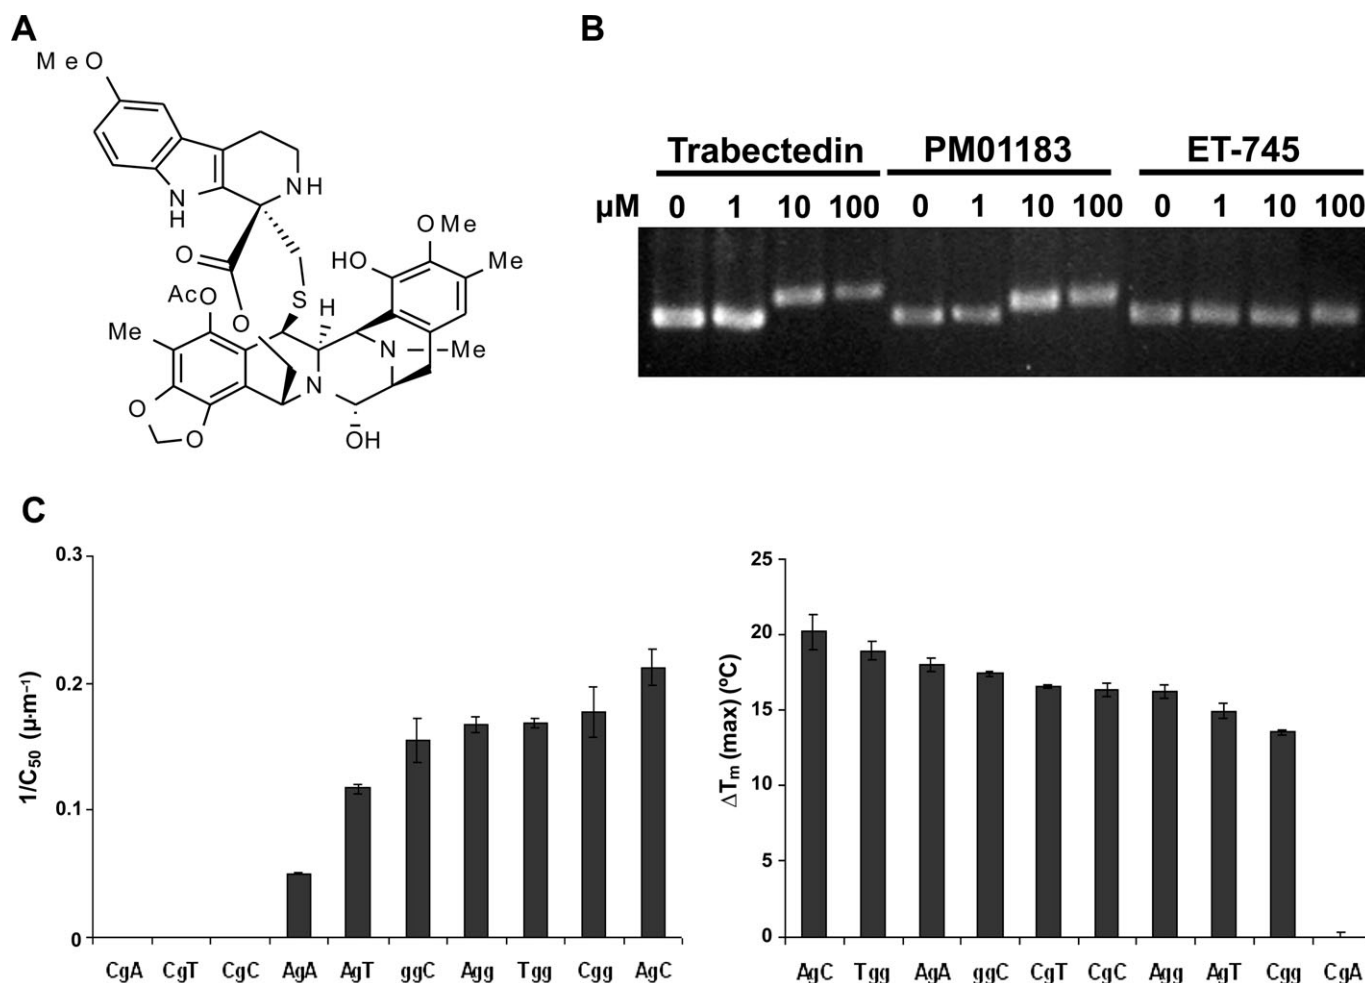 A
MeO
NH
N
H
O
OMe
HO
Me
AcO
S
H
O
Me
N
Me
N
O
O
OH
B
Trabectedin PM01183 ET-745
µM 0 1 10 100 0 1 10 100 0 1 10 100
C
0.3
0.2
0.1
0
1/C50 (µ·m⁻¹)
CgA CgT CgC AgA AgT ggC Agg Tgg Cgg AgC
25
20
15
10
5
0
ΔTm (max) (ºC)
AgC Tgg AgA ggC CgT CgC Agg AgT Cgg CgA